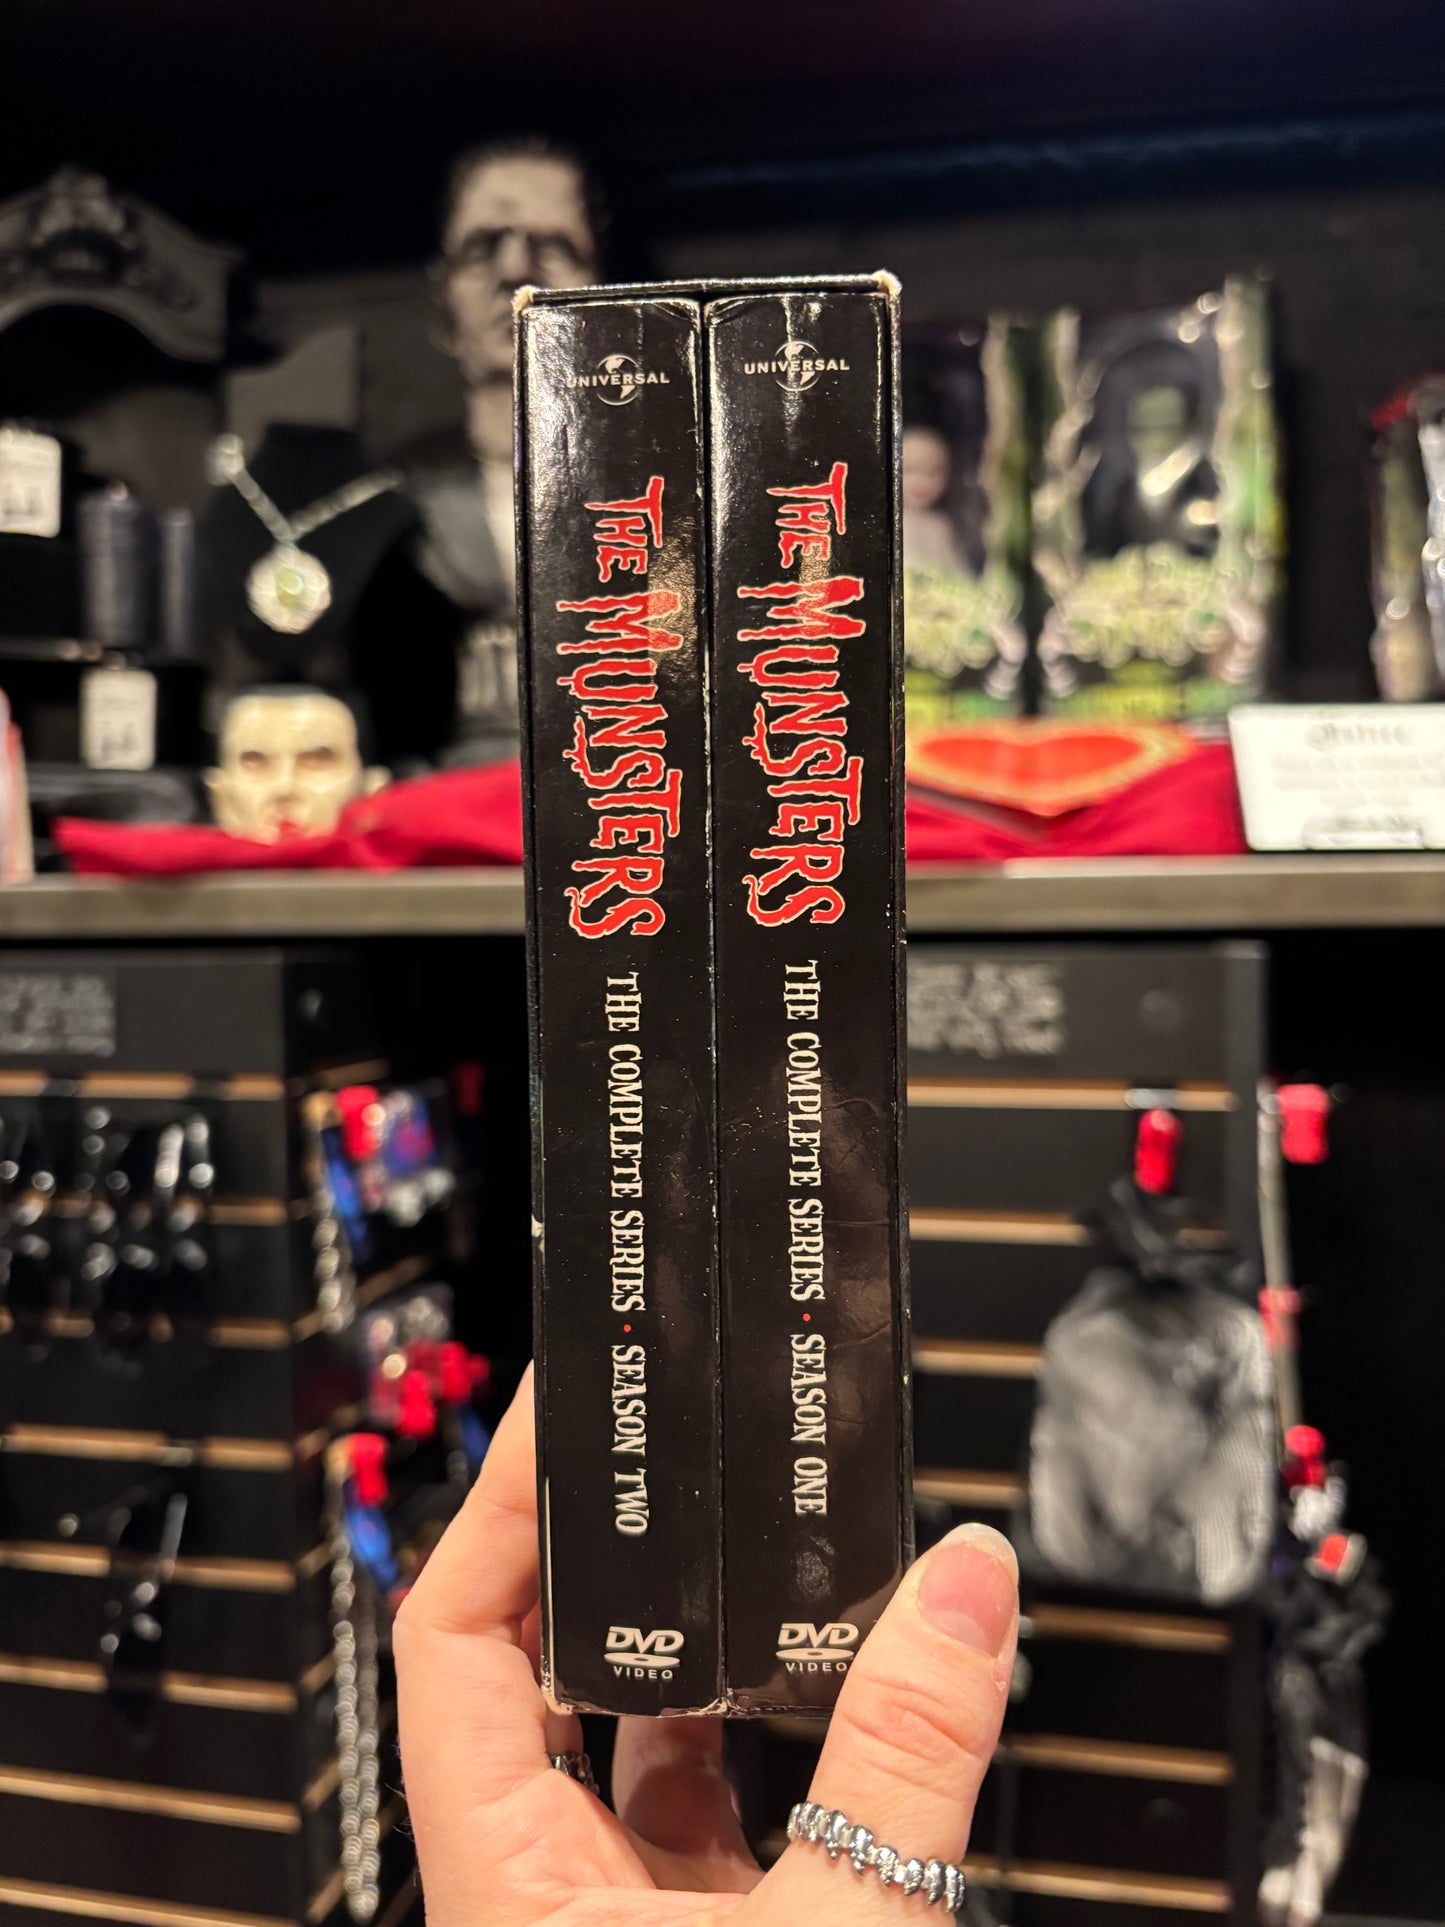 UNIVERSAL
THE MUNSTERS
THE COMPLETE SERIES • SEASON TWO
DVD
VIDEO
UNIVERSAL
THE MUNSTERS
THE COMPLETE SERIES • SEASON ONE
DVD
VIDEO